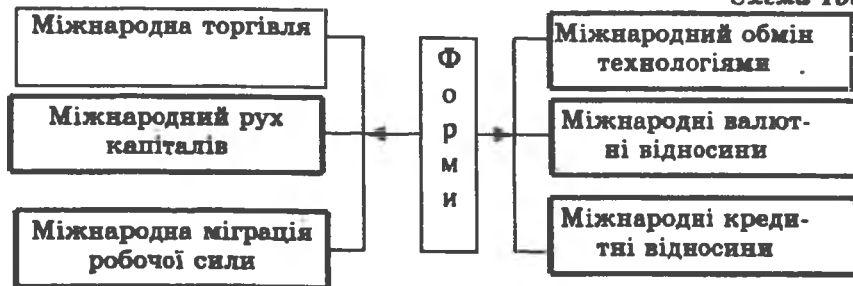 Міжнародна торгівля
Міжнародний рух
капіталів
Міжнародна міграція
робочої сили
Форми
Міжнародний обмін
технологіями
Міжнародні валют-
ні відносини
Міжнародні креди-
тні відносини